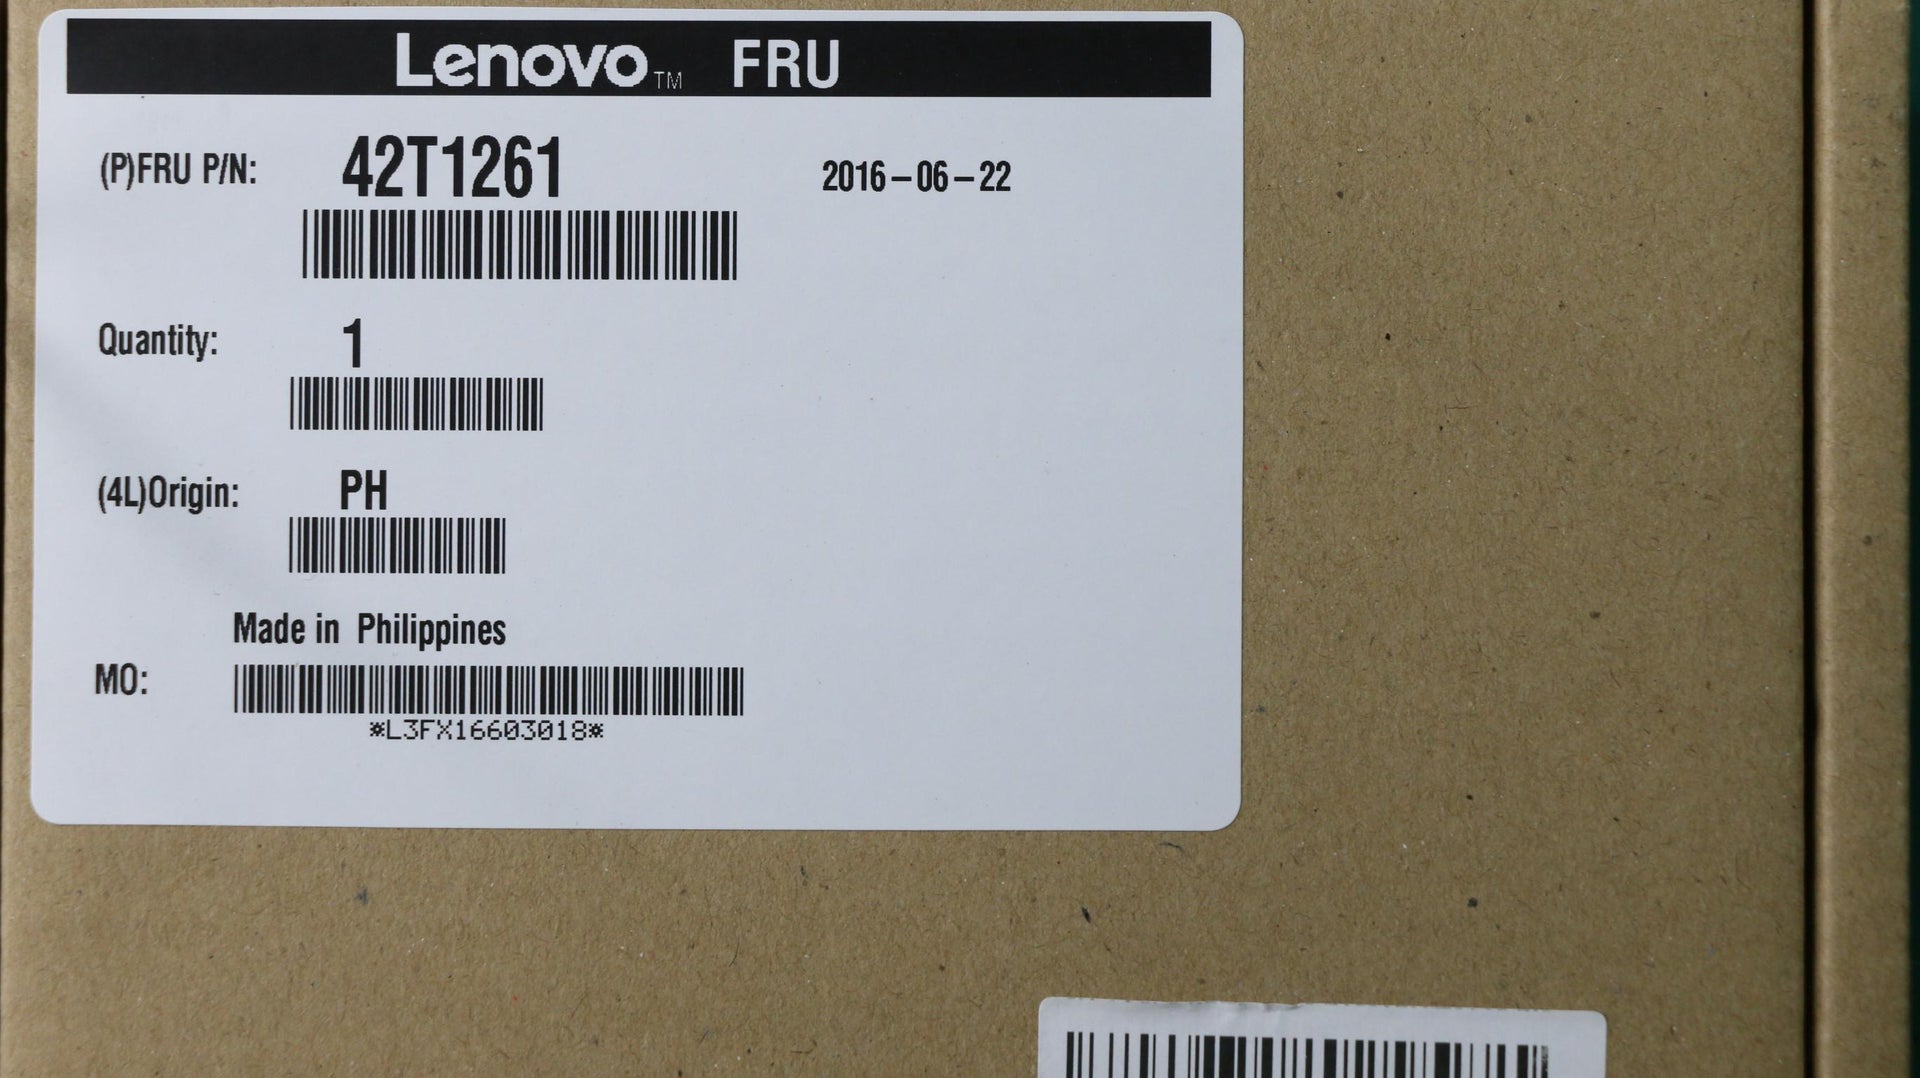 Lenovo™ FRU
(P)FRU P/N: 42T1261 2016-06-22
Quantity: 1
(4L)Origin: PH
Made in Philippines
MO:
*L3FX16603018*